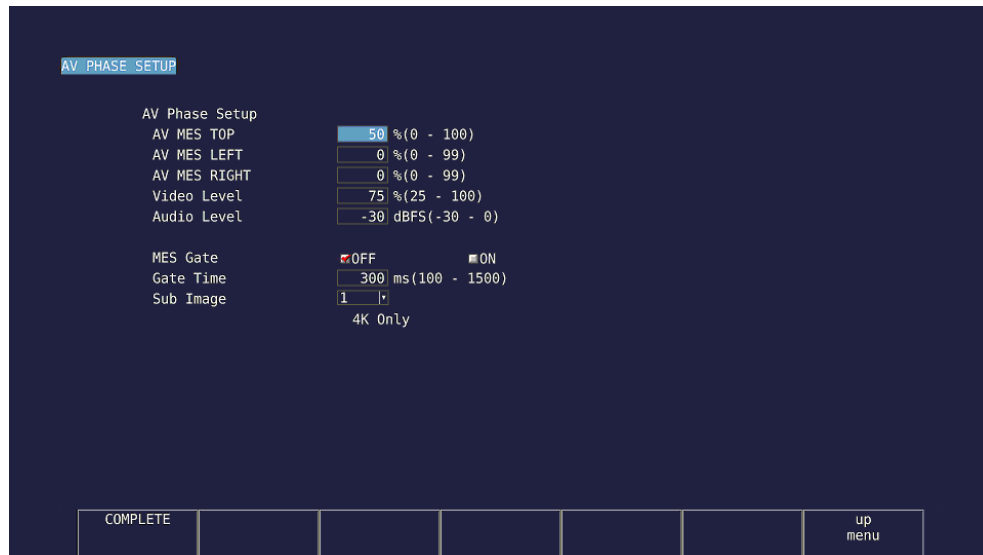 AV PHASE SETUP
AV Phase Setup
AV MES TOP 50 %(0 - 100)
AV MES LEFT 0 %(0 - 99)
AV MES RIGHT 0 %(0 - 99)
Video Level 75 %(25 - 100)
Audio Level -30 dBFS(-30 - 0)
MES Gate OFF ON
Gate Time 300 ms(100 - 1500)
Sub Image 1
4K Only
COMPLETE up
menu